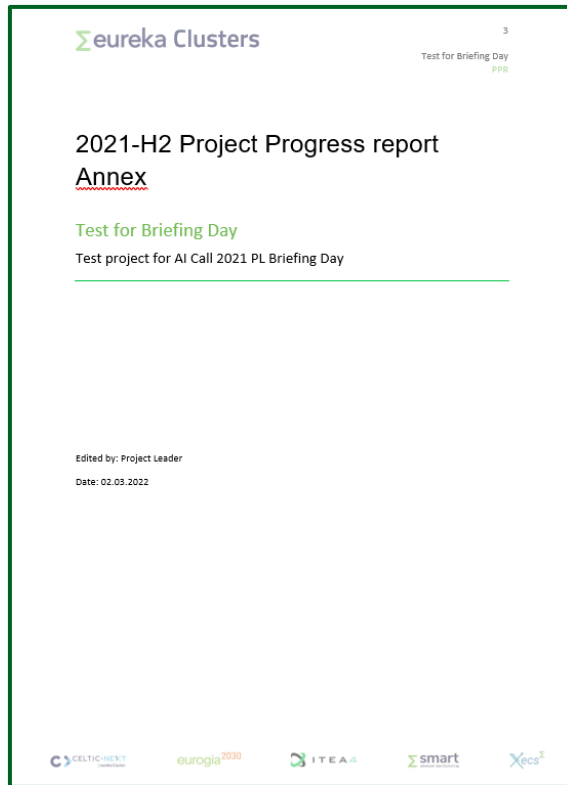 Σeureka Clusters
3
Test for Briefing Day
PPR
2021-H2 Project Progress report
Annex
Test for Briefing Day
Test project for AI Call 2021 PL Briefing Day
Edited by: Project Leader
Date: 02.03.2022
CELTIC-NEXT
eurogia2030
ITEA4
Σ smart
Xecs Σ